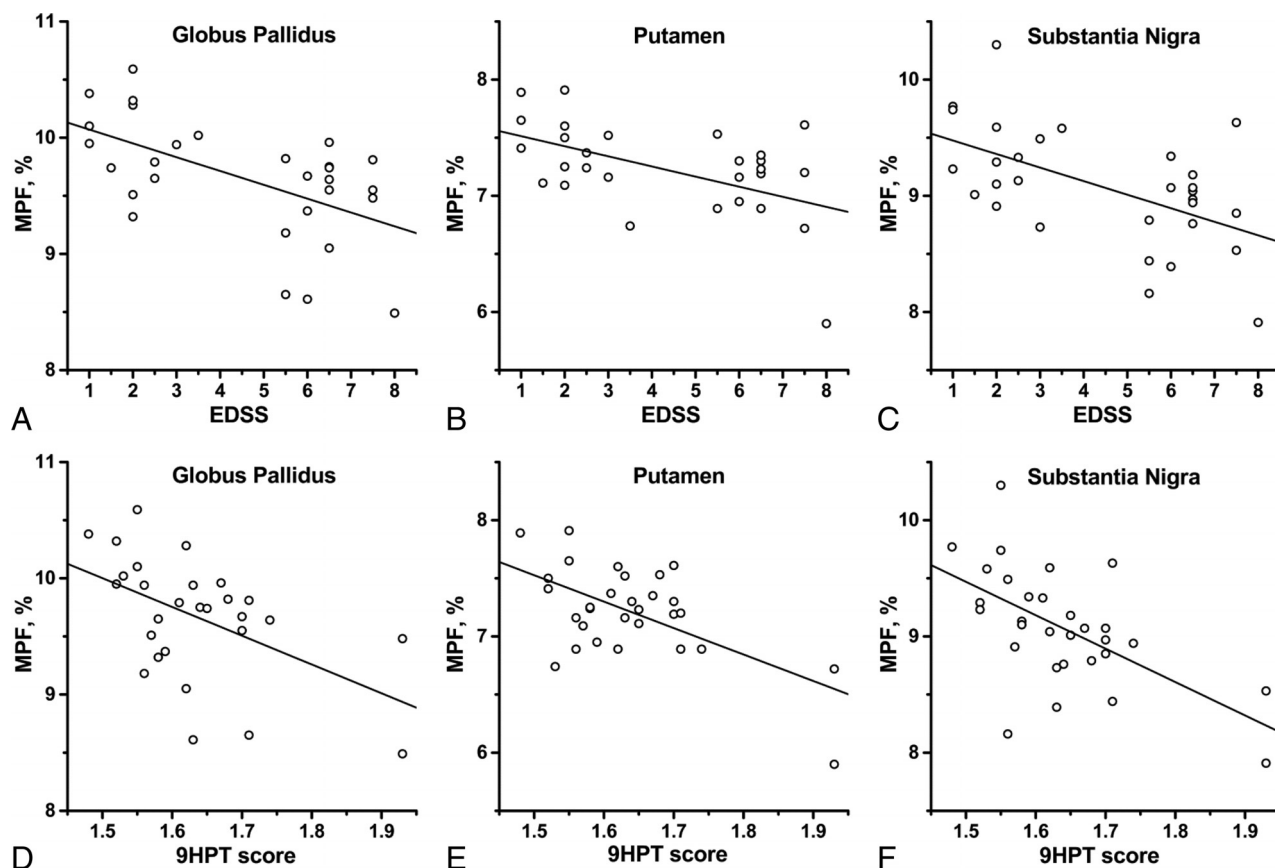 Globus Pallidus
11
10
9
8
MPF, %
1 2 3 4 5 6 7 8
EDSS
A
Putamen
8
7
6
MPF, %
1 2 3 4 5 6 7 8
EDSS
B
Substantia Nigra
10
9
8
MPF, %
1 2 3 4 5 6 7 8
EDSS
C
Globus Pallidus
11
10
9
8
MPF, %
1.5 1.6 1.7 1.8 1.9
9HPT score
D
Putamen
8
7
6
MPF, %
1.5 1.6 1.7 1.8 1.9
9HPT score
E
Substantia Nigra
10
9
8
MPF, %
1.5 1.6 1.7 1.8 1.9
9HPT score
F